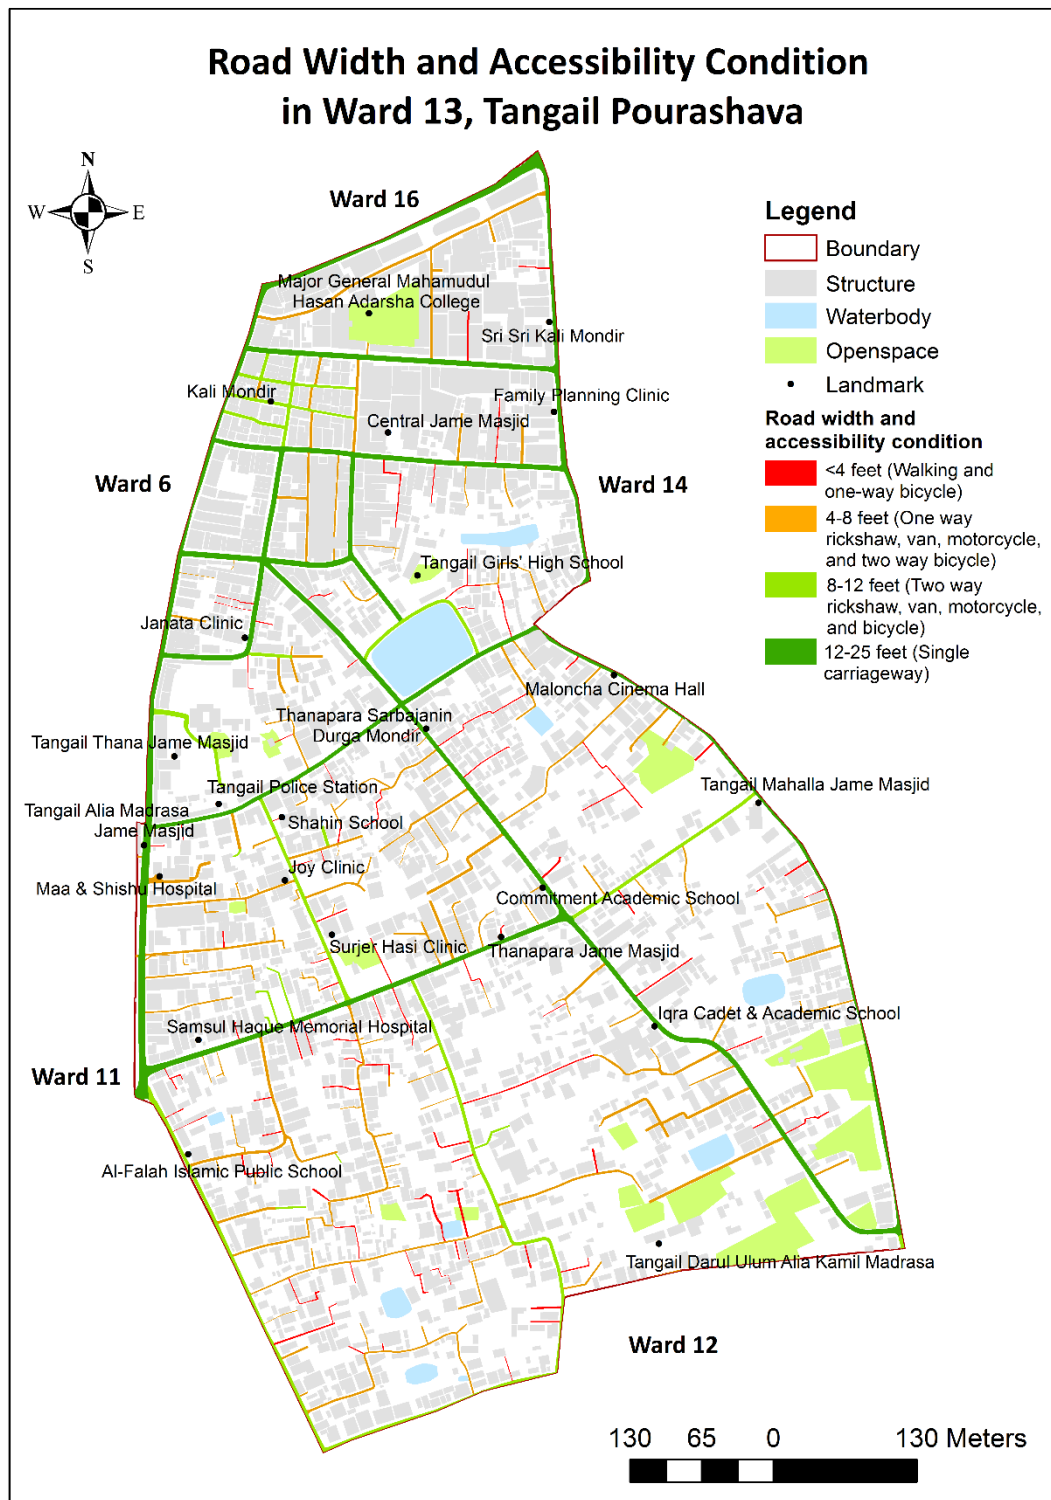 Road Width and Accessibility Condition
in Ward 13, Tangail Pourashava
N
W
E
S
Ward 16
Legend
Boundary
Structure
Waterbody
Openspace
Landmark
Road width and
accessibility condition
<4 feet (Walking and
one-way bicycle)
4-8 feet (One way
rickshaw, van, motorcycle,
and two way bicycle)
8-12 feet (Two way
rickshaw, van, motorcycle,
and bicycle)
12-25 feet (Single
carriageway)
Major General Mahamudul
Hasan Adarsha College
Sri Sri Kali Mondir
Kali Mondir
Family Planning Clinic
Central Jame Masjid
Ward 6
Ward 14
Tangail Girls' High School
Janata Clinic
Maloncha Cinema Hall
Thanapara Sarbajanin
Durga Mondir
Tangail Thana Jame Masjid
Tangail Police Station
Tangail Mahalla Jame Masjid
Tangail Alia Madrasa
Jame Masjid
Shahin School
Joy Clinic
Maa & Shishu Hospital
Commitment Academic School
Surjer Hasi Clinic
Thanapara Jame Masjid
Iqra Cadet & Academic School
Samsul Haque Memorial Hospital
Ward 11
Al-Falah Islamic Public School
Tangail Darul Ulum Alia Kamil Madrasa
Ward 12
130 65 0 130 Meters